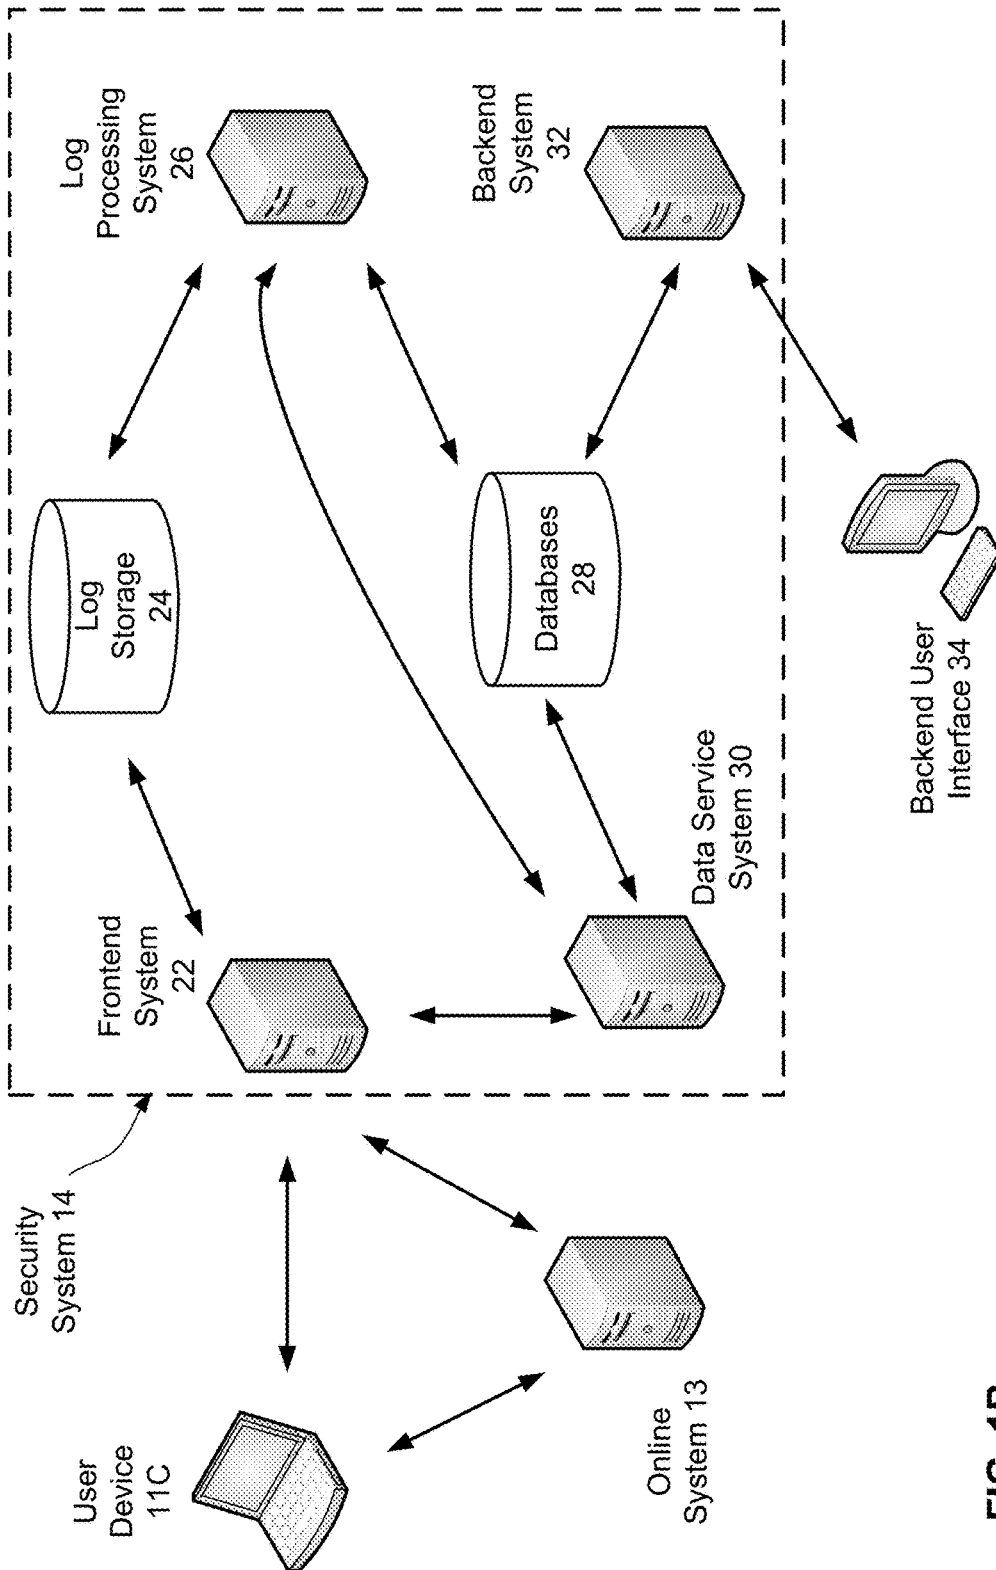 Security
System 14
User
Device
11C
Online
System 13
Frontend
System
22
Log
Storage
24
Log
Processing
System
26
Data Service
System 30
Databases
28
Backend
System
32
Backend User
Interface 34